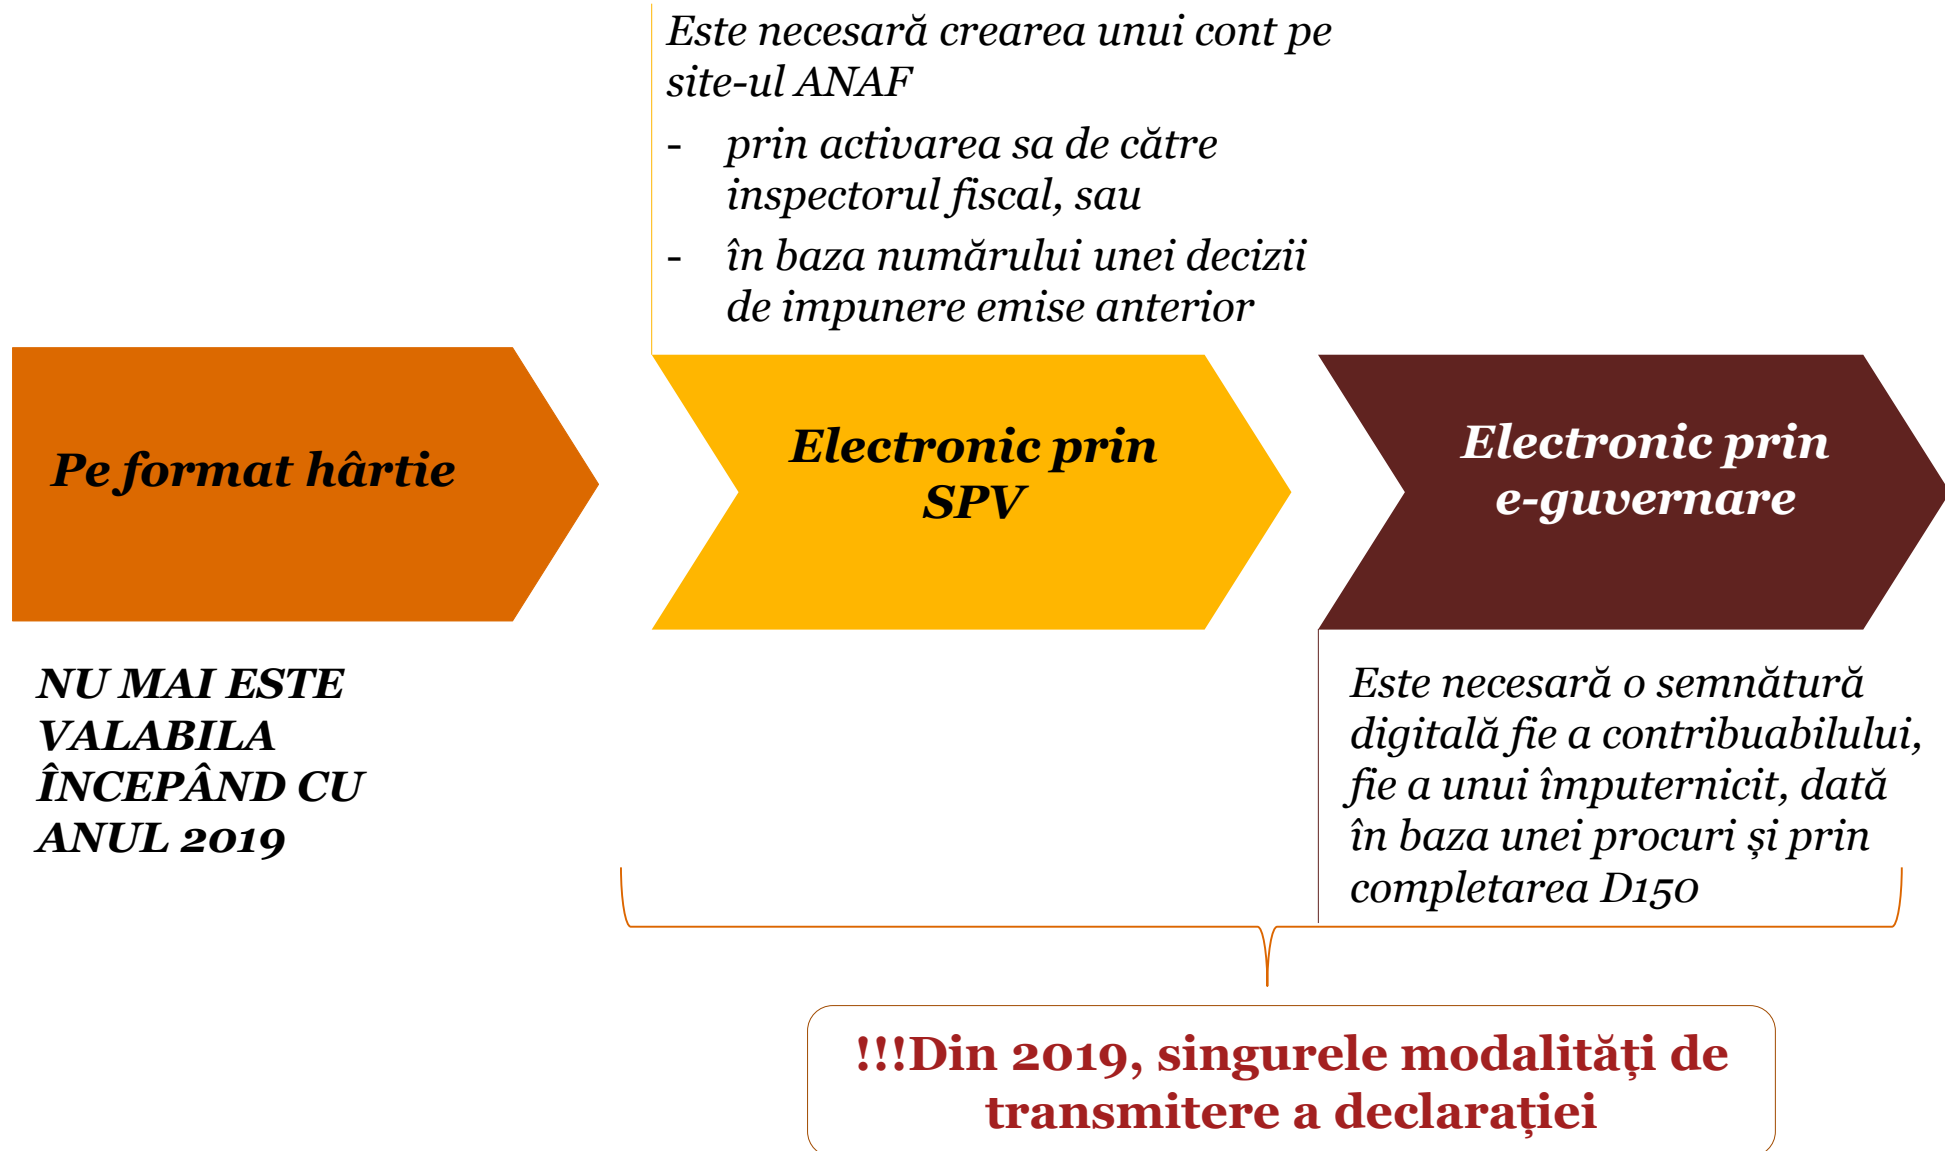 Este necesară crearea unui cont pe
site-ul ANAF
- prin activarea sa de către
inspectorul fiscal, sau
- în baza numărului unei decizii
de impunere emise anterior
Pe format hârtie
NU MAI ESTE
VALABILA
ÎNCEPÂND CU
ANUL 2019
Electronic prin
SPV
Electronic prin
e-guvernare
Este necesară o semnătură
digitală fie a contribuabilului,
fie a unui împuternicit, dată
în baza unei procuri și prin
completarea D150
!!!Din 2019, singurele modalități de
transmitere a declarației